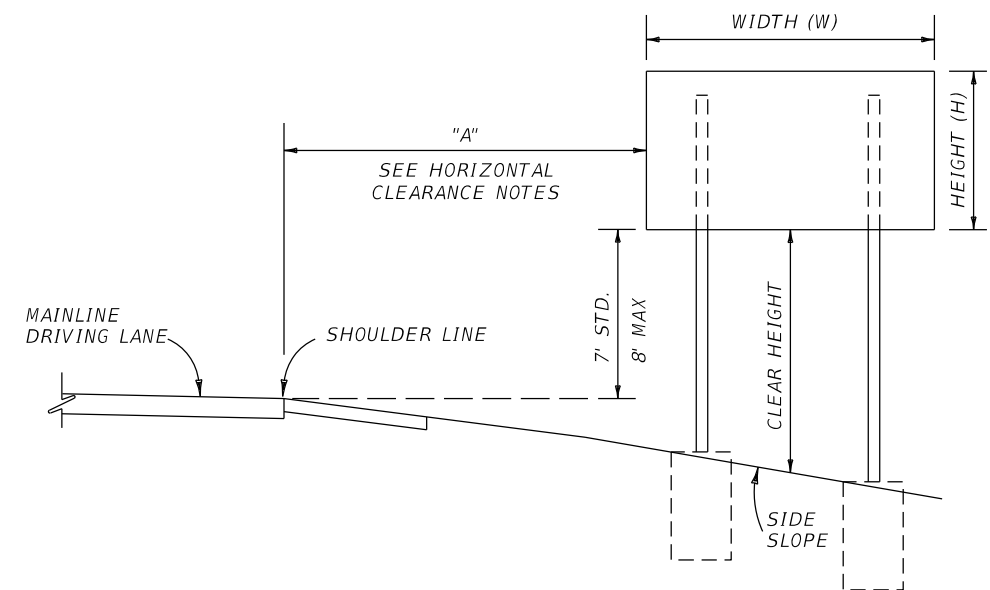 WIDTH (W)
HEIGHT (H)
"A"
SEE HORIZONTAL
CLEARANCE NOTES
7' STD.
8' MAX
CLEAR HEIGHT
MAINLINE
DRIVING LANE
SHOULDER LINE
SIDE
SLOPE